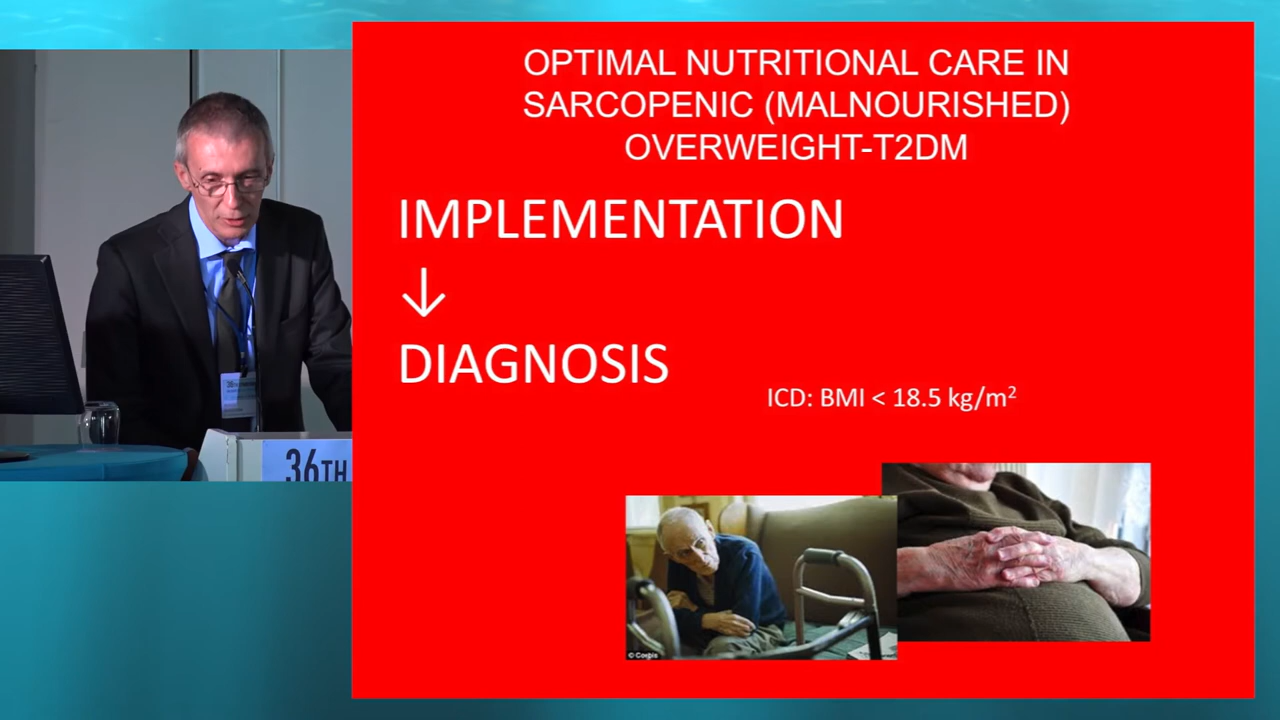 OPTIMAL NUTRITIONAL CARE IN
SARCOPENIC (MALNOURISHED)
OVERWEIGHT-T2DM
IMPLEMENTATION
↓
DIAGNOSIS
ICD: BMI < 18.5 kg/m²
36TH
© Corbis